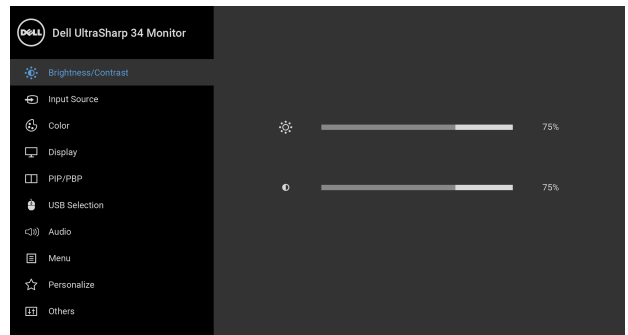 DELL
Dell UltraSharp 34 Monitor
Brightness/Contrast
Input Source
Color
Display
PIP/PBP
USB Selection
Audio
Menu
Personalize
Others
75%
75%